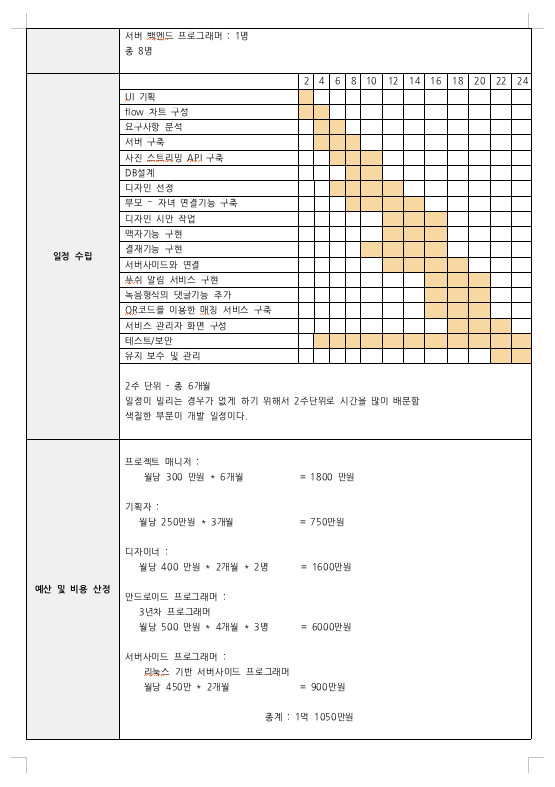 서버 백엔드 프로그래머 : 1명
총 8명
일정 수립
2 4 6 8 10 12 14 16 18 20 22 24
UI 기획
flow 차트 구성
요구사항 분석
서버 구축
사진 스트리밍 API 구축
DB설계
디자인 선정
부모 - 자녀 연결기능 구축
디자인 시안 작업
액자기능 구현
결재기능 구현
서버사이드와 연결
푸쉬 알림 서비스 구현
녹음형식의 댓글기능 추가
QR코드를 이용한 매칭 서비스 구축
서비스 관리자 화면 구성
테스트/보안
유지 보수 및 관리
2주 단위 - 총 6개월
일정이 밀리는 경우가 없게 하기 위해서 2주단위로 시간을 많이 배분함
색칠한 부문이 개발 일정이다.
예산 및 비용 산정
프로젝트 매니저 :
월당 300 만원 * 6개월 = 1800 만원
기획자 :
월당 250만원 * 3개월 = 750만원
디자이너 :
월당 400 만원 * 2개월 * 2명 = 1600만원
안드로이드 프로그래머 :
3년차 프로그래머
월당 500 만원 * 4개월 * 3명 = 6000만원
서버사이드 프로그래머 :
리눅스 기반 서버사이드 프로그래머
월당 450만 * 2개월 = 900만원
총계 : 1억 1050만원